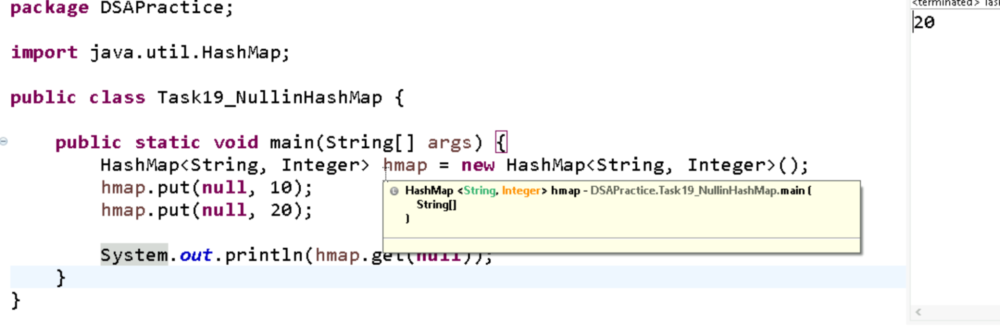 package DSAPractice;
<terminated> Tas
20
import java.util.HashMap;
public class Task19_NullinHashMap {
public static void main(String[] args) {
HashMap<String, Integer> hmap = new HashMap<String, Integer>();
hmap.put(null, 10);
hmap.put(null, 20);
HashMap <String, Integer> hmap - DSAPractice.Task19_NullinHashMap.main (
String[]
)
System.out.println(hmap.get(null));
}
}